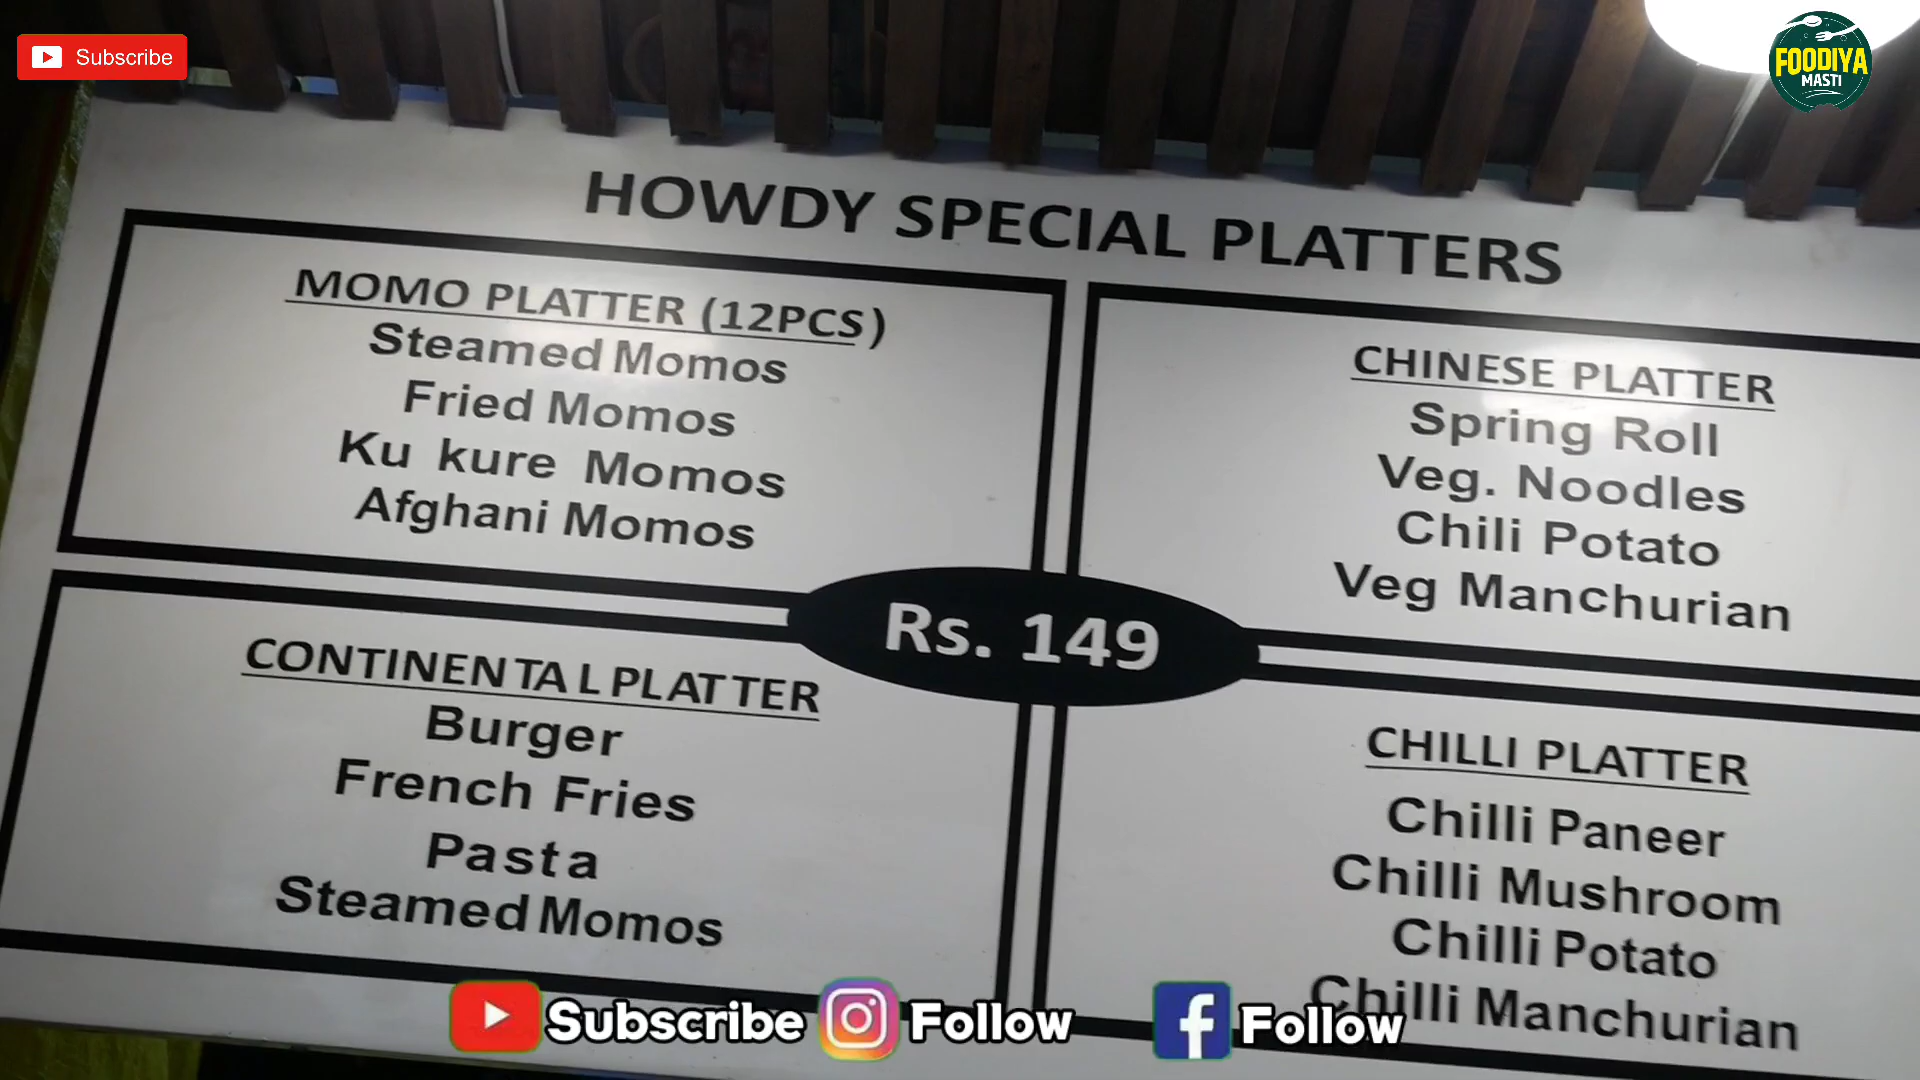 Subscribe
FOODIYA
MASTI
HOWDY SPECIAL PLATTERS
MOMO PLATTER (12PCS)
Steamed Momos
Fried Momos
Ku kure Momos
Afghani Momos
CHINESE PLATTER
Spring Roll
Veg. Noodles
Chili Potato
Veg Manchurian
Rs. 149
CONTINENTAL PLATTER
Burger
French Fries
Pasta
Steamed Momos
CHILLI PLATTER
Chilli Paneer
Chilli Mushroom
Chilli Potato
Chilli Manchurian
Subscribe
Follow
Follow